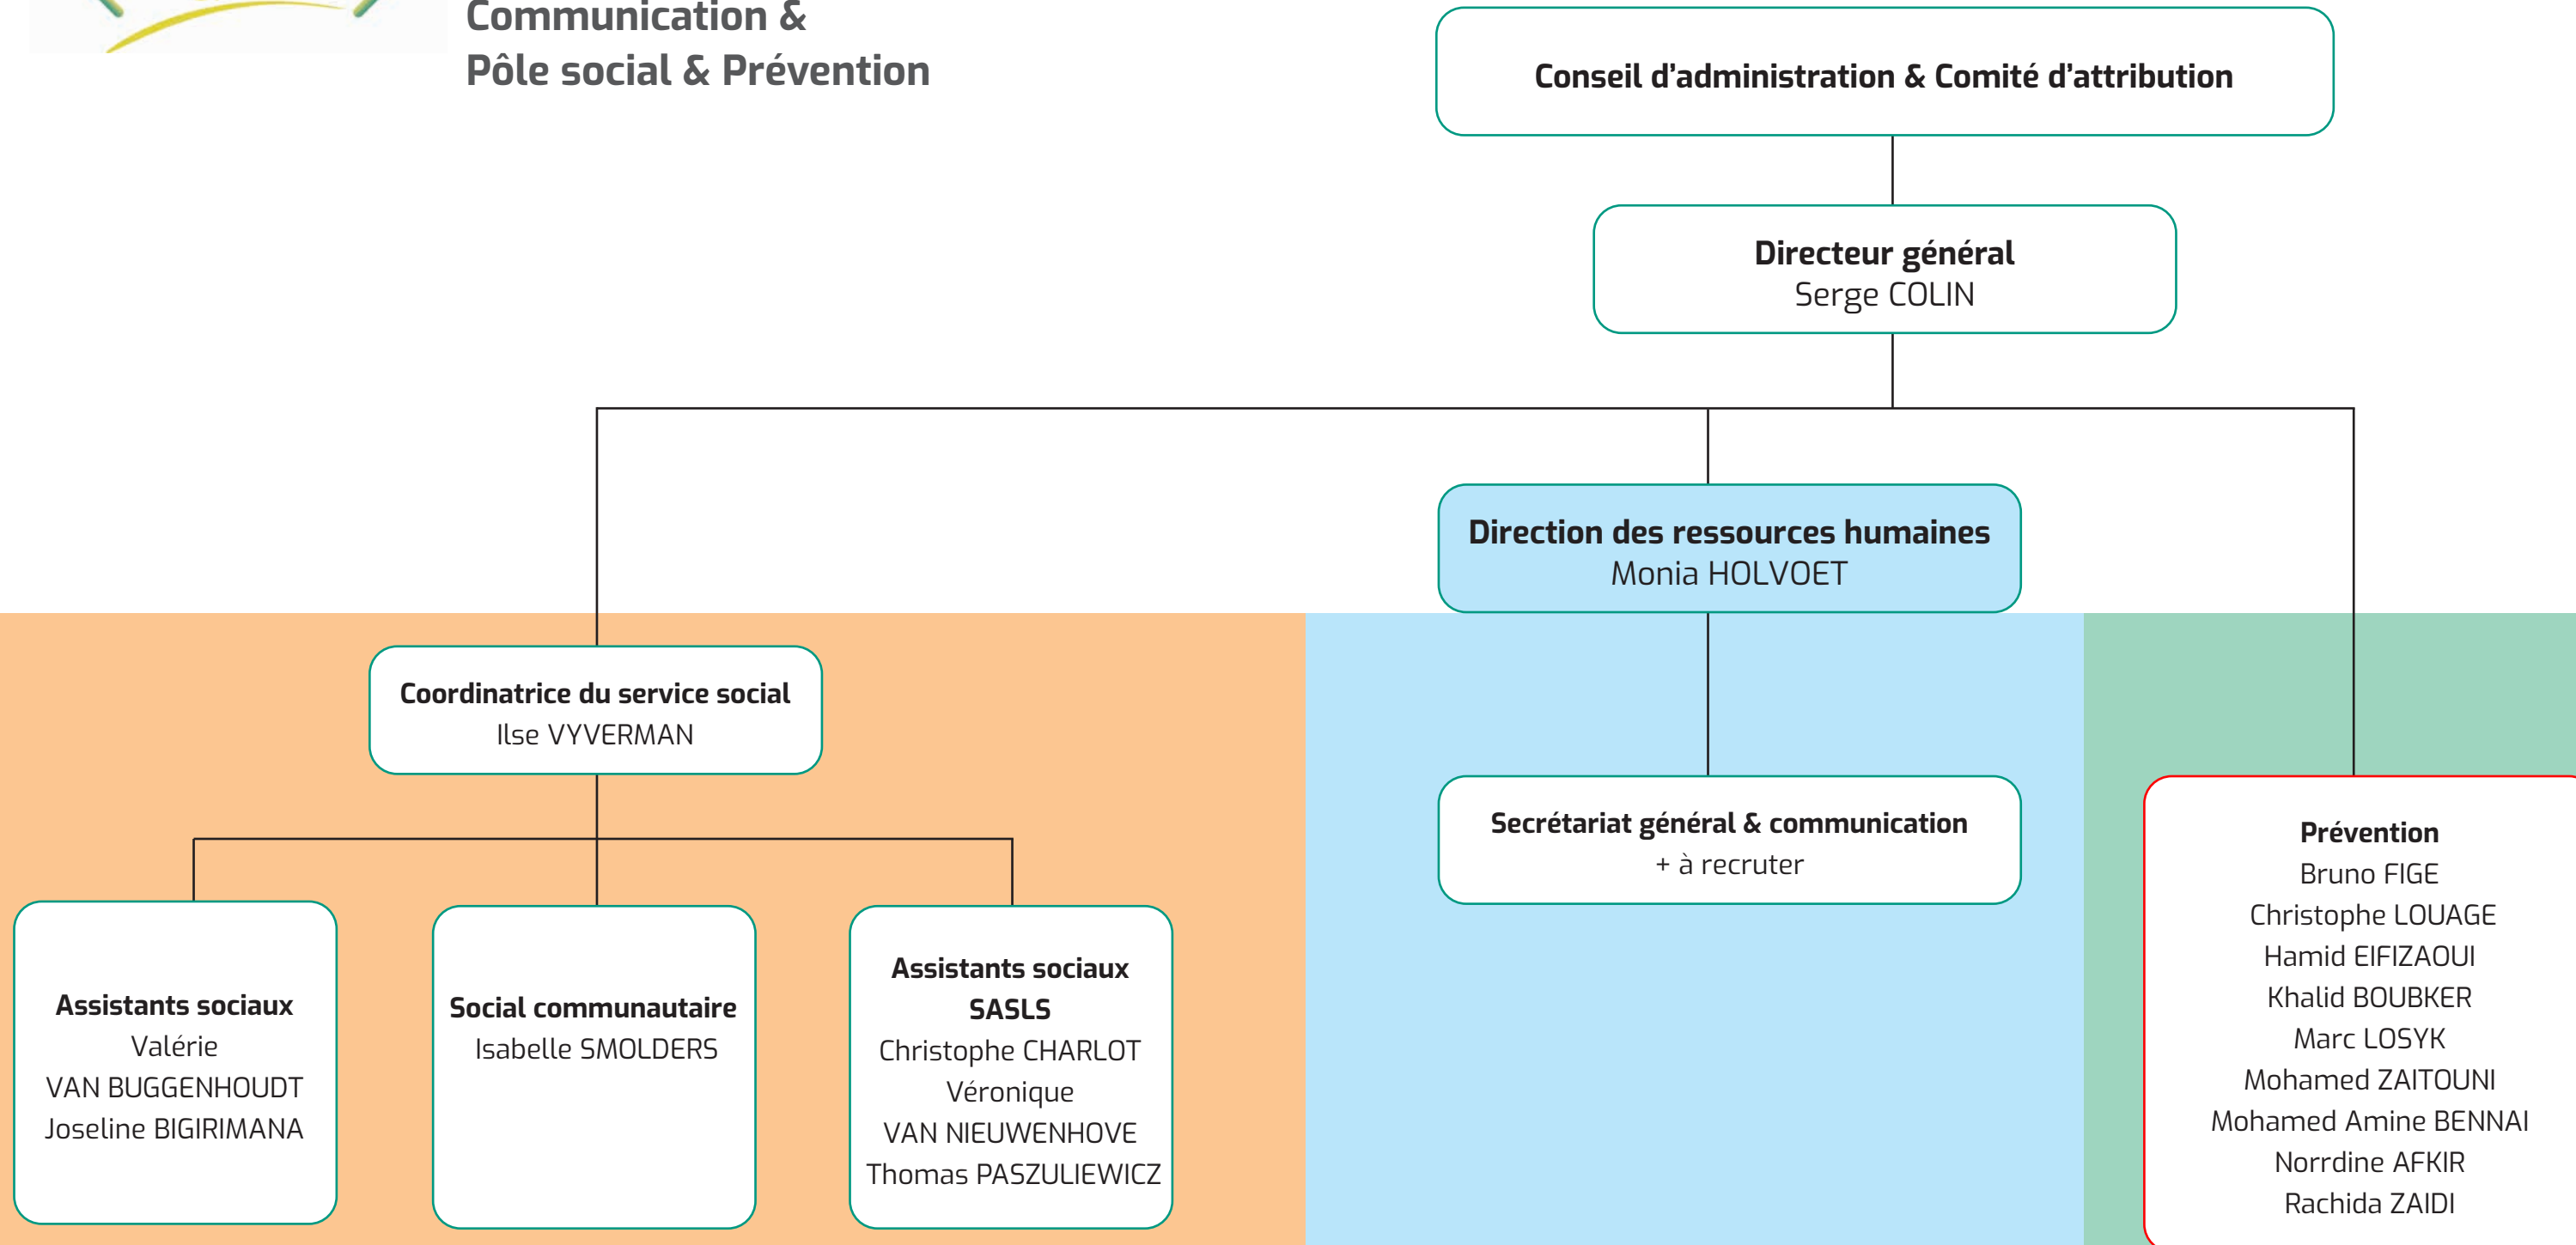 Communication &
Pôle social & Prévention
Conseil d'administration & Comité d'attribution
Directeur général
Serge COLIN
Direction des ressources humaines
Monia HOLVOET
Coordinatrice du service social
Ilse VYVERMAN
Secrétariat général & communication
+ à recruter
Assistants sociaux
Valérie
VAN BUGGENHOUDT
Joseline BIGIRIMANA
Social communautaire
Isabelle SMOLDERS
Assistants sociaux
SASLS
Christophe CHARLOT
Véronique
VAN NIEUWENHOVE
Thomas PASZULIEWICZ
Prévention
Bruno FIGE
Christophe LOUAGE
Hamid EIFIZAOUI
Khalid BOUBKER
Marc LOSYK
Mohamed ZAITOUNI
Mohamed Amine BENNAI
Norrdine AFKIR
Rachida ZAIDI